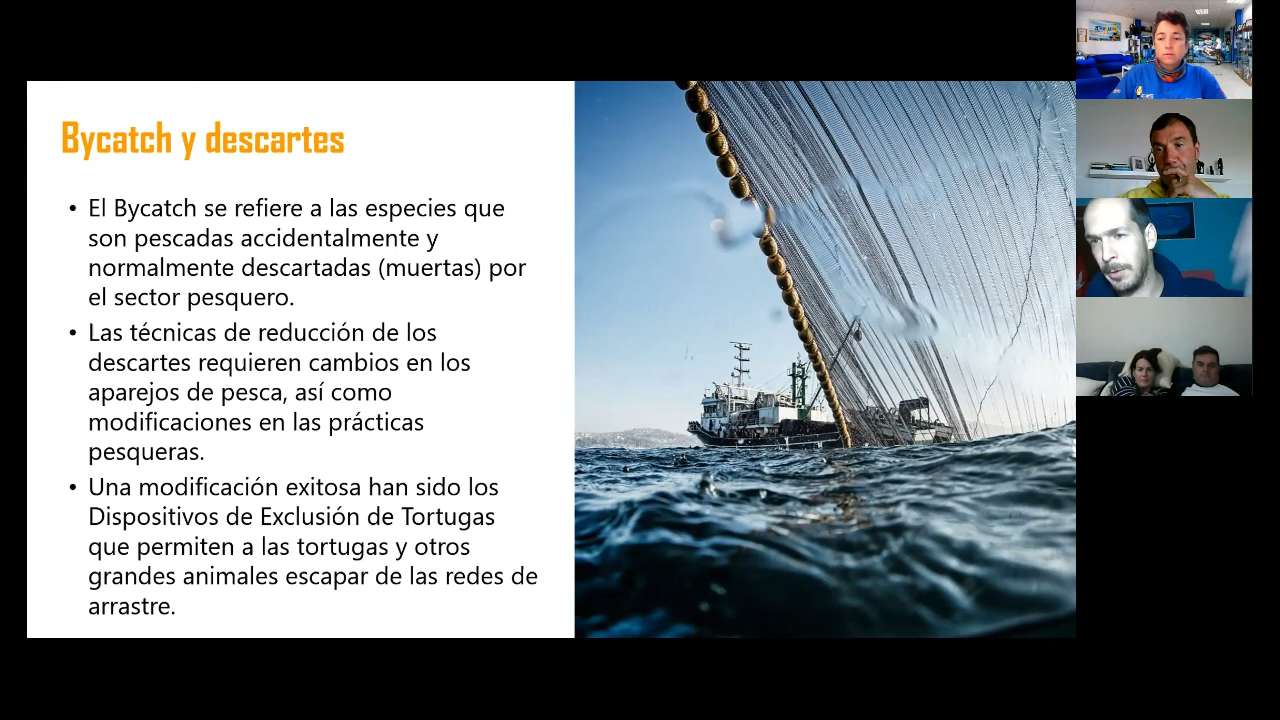 Bycatch y descartes
• El Bycatch se refiere a las especies que
son pescadas accidentalmente y
normalmente descartadas (muertas) por
el sector pesquero.
• Las técnicas de reducción de los
descartes requieren cambios en los
aparejos de pesca, así como
modificaciones en las prácticas
pesqueras.
• Una modificación exitosa han sido los
Dispositivos de Exclusión de Tortugas
que permiten a las tortugas y otros
grandes animales escapar de las redes de
arrastre.